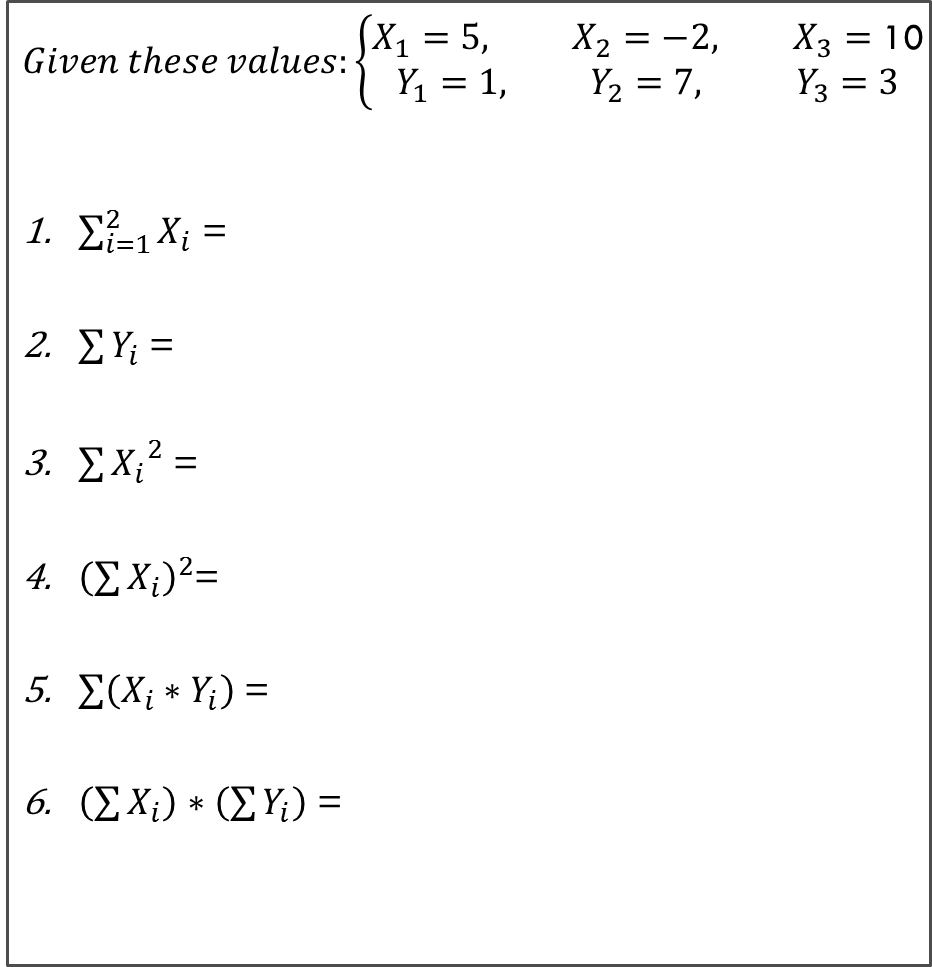 Given these values: { X₁ = 5, X₂ = −2, X₃ = 10
Y₁ = 1, Y₂ = 7, Y₃ = 3
1. ∑²ᵢ₌₁ Xᵢ =
2. ∑ Yᵢ =
3. ∑ Xᵢ² =
4. (∑ Xᵢ)²=
5. ∑(Xᵢ * Yᵢ) =
6. (∑ Xᵢ) * (∑ Yᵢ) =